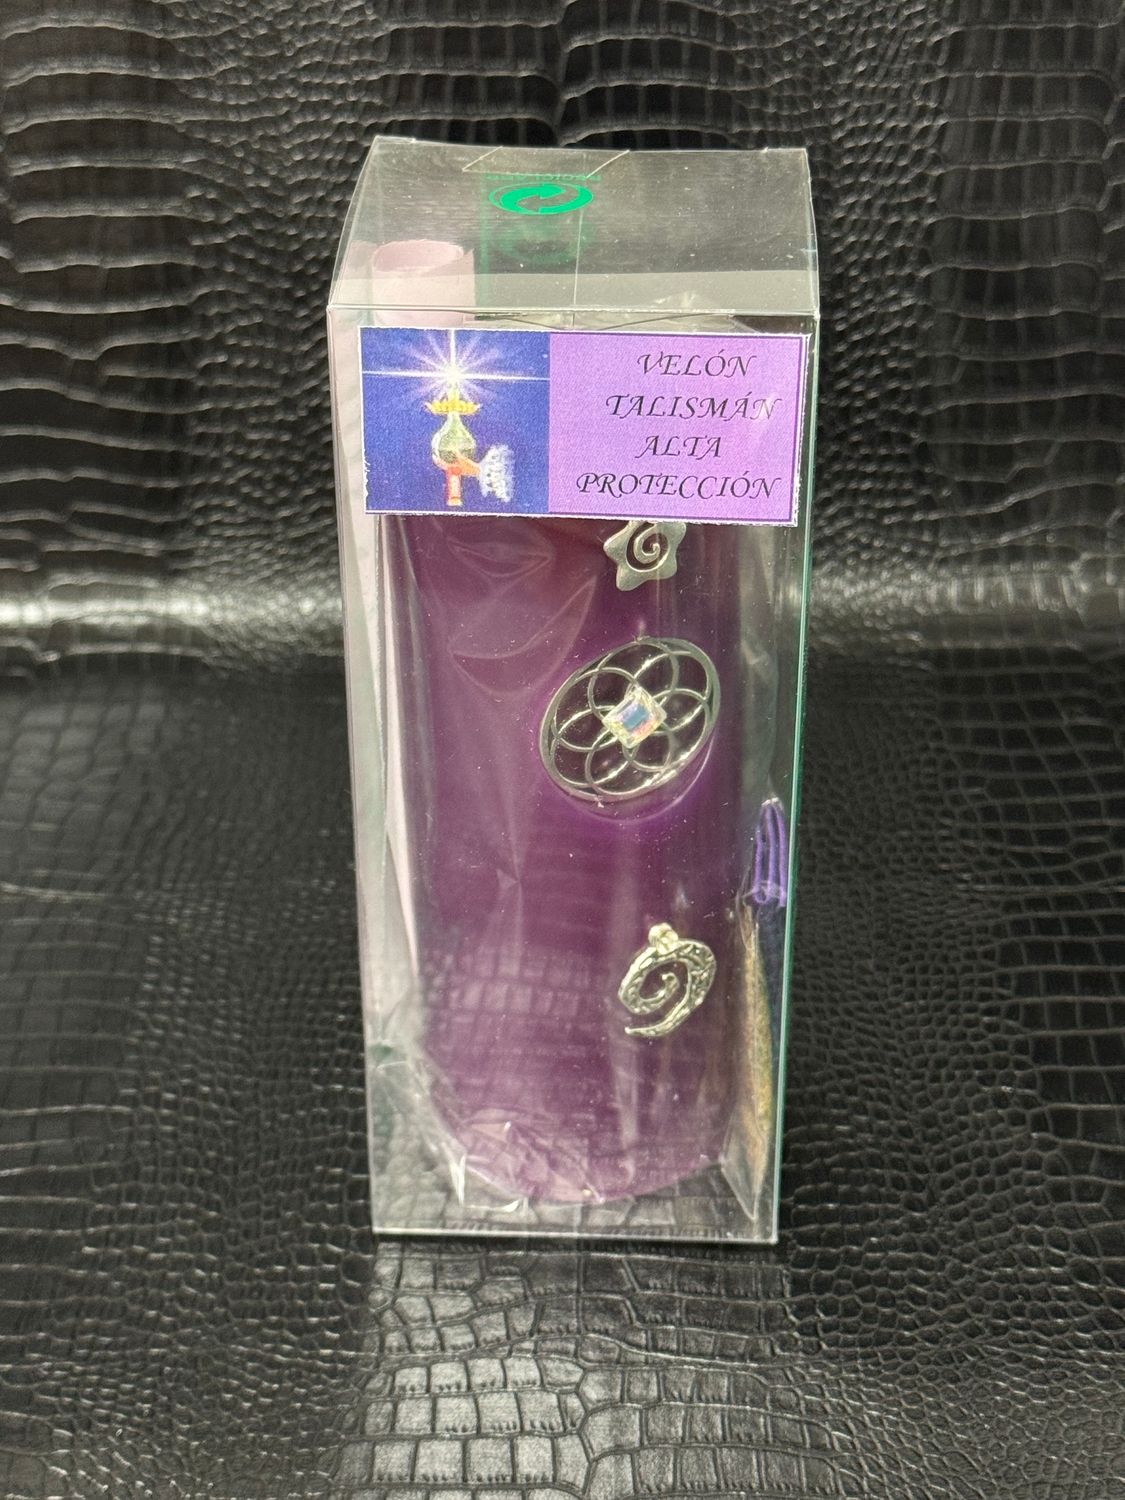 VELÓN
TALISMÁN
ALTA
PROTECCIÓN